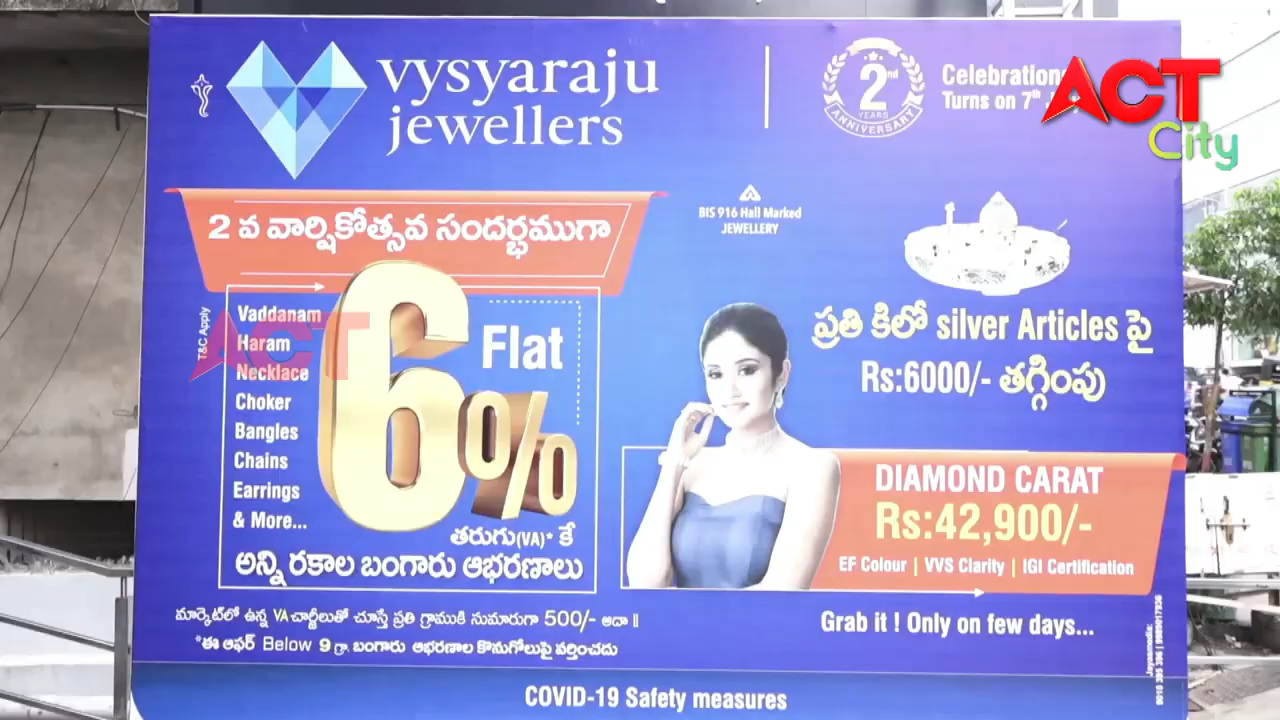 vysyaraju
jewellers
2nd
YEARS
ANNIVERSARY
Celebration
Turns on 7th
ACT
City
BIS 916 Hall Marked
JEWELLERY
2 వ వార్షికోత్సవ సందర్భముగా
T&C Apply
Vaddanam
Haram
Necklace
Choker
Bangles
Chains
Earrings
& More...
ACT
6%
Flat
తరుగు(VA)* కే
అన్ని రకాల బంగారు ఆభరణాలు
మార్కెట్‌లో ఉన్న VA చార్జీలుతో చూస్తే ప్రతి గ్రాముకి సుమారుగా 500/- ఆదా ॥
*ఈ ఆఫర్ Below 9 గ్రా. బంగారు ఆభరణాల కొనుగోలుపై వర్తించదు
ప్రతి కిలో silver Articles పై
Rs:6000/- తగ్గింపు
DIAMOND CARAT
Rs:42,900/-
EF Colour | VVS Clarity | IGI Certification
Grab it ! Only on few days...
COVID-19 Safety measures